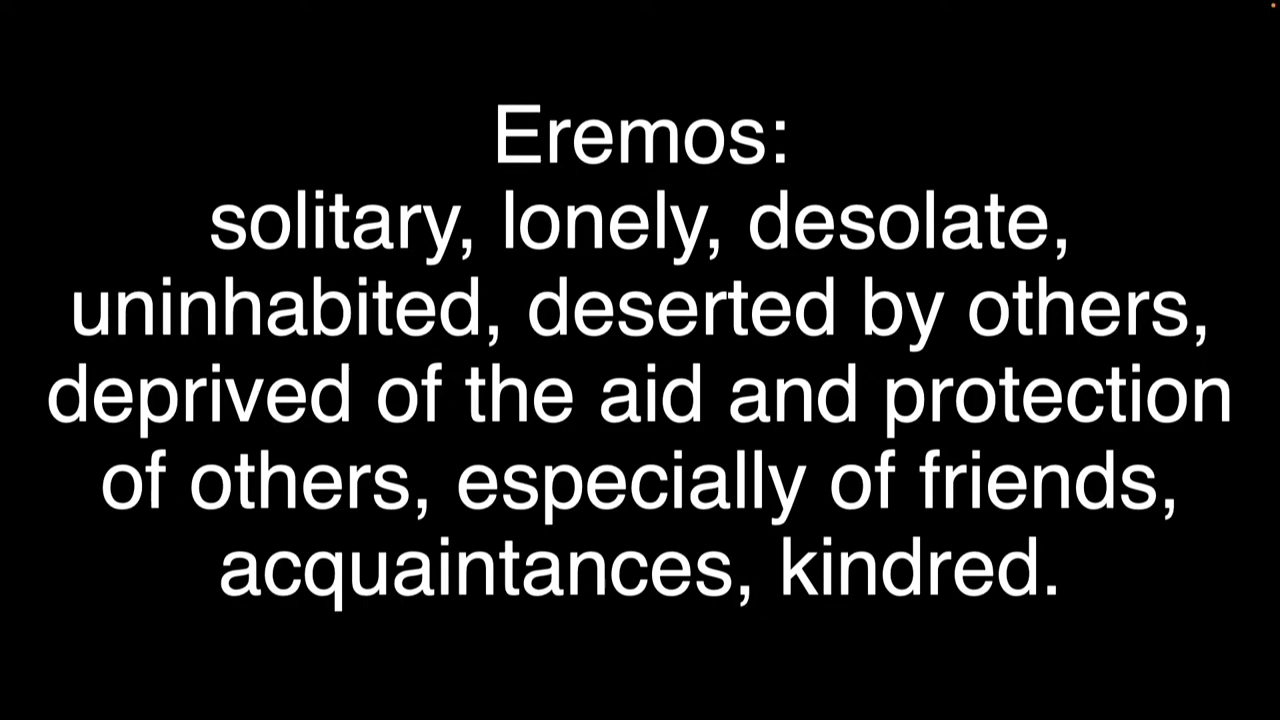 Eremos:
solitary, lonely, desolate,
uninhabited, deserted by others,
deprived of the aid and protection
of others, especially of friends,
acquaintances, kindred.